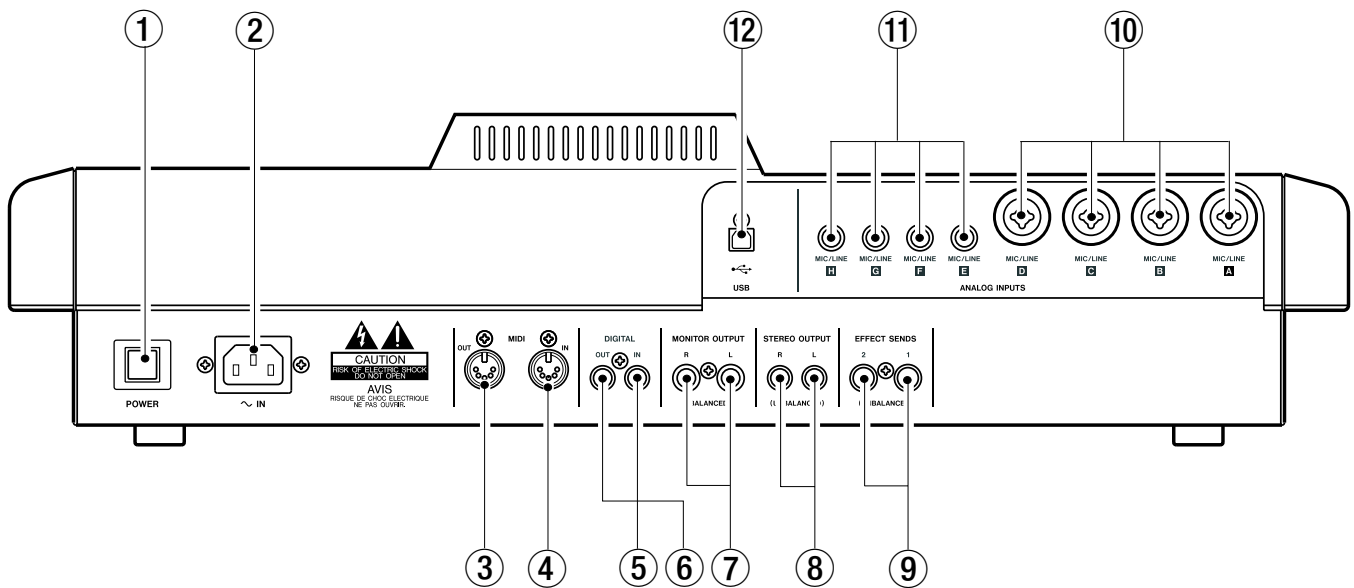 1 2 12 11 10
MIC/LINE MIC/LINE MIC/LINE MIC/LINE MIC/LINE MIC/LINE MIC/LINE MIC/LINE
H G F E D C B A
USB ANALOG INPUTS
POWER
IN
CAUTION
RISK OF ELECTRIC SHOCK
DO NOT OPEN
AVIS
RISQUE DE CHOC ELECTRIQUE
NE PAS OUVRIR.
MIDI
OUT IN
DIGITAL
OUT IN
MONITOR OUTPUT
R L
STEREO OUTPUT
R L
EFFECT SENDS
2 1
3 4 5 6 7 8 9